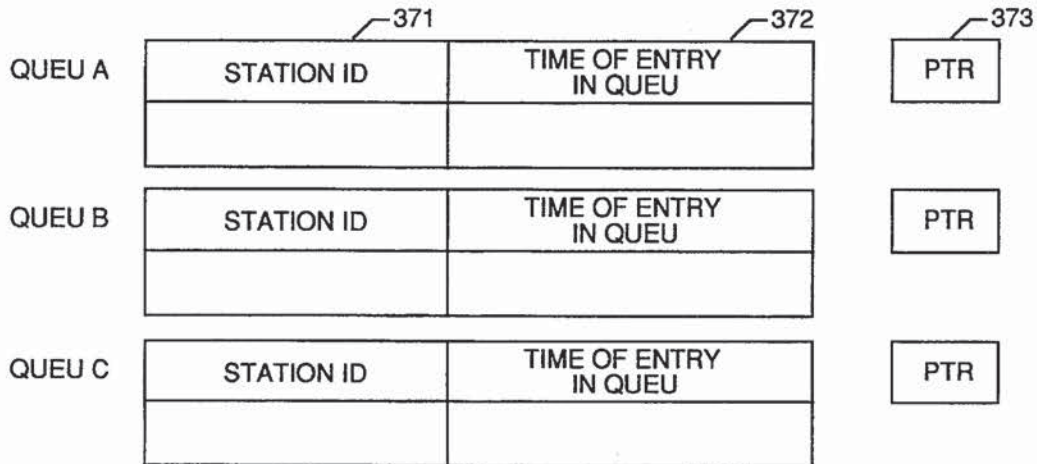 371 372 373
QUEU A STATION ID TIME OF ENTRY IN QUEU PTR
QUEU B STATION ID TIME OF ENTRY IN QUEU PTR
QUEU C STATION ID TIME OF ENTRY IN QUEU PTR